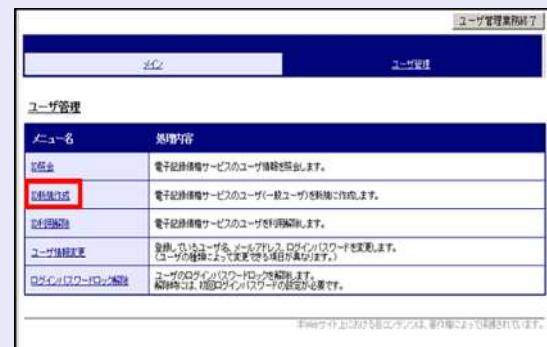 ユーザ管理業務終了
メイン
ユーザ管理
ユーザ管理
メニュー名
処理内容
ID照会
電子記録債権サービスのユーザ情報を照会します。
ID新規作成
電子記録債権サービスのユーザ(一般ユーザ)を新規に作成します。
ID利用解除
電子記録債権サービスのユーザを利用解除します。
ユーザ情報変更
登録しているユーザ名、メールアドレス、ログインパスワードを変更します。
(ユーザの種類によって変更できる項目が異なります。)
ログインパスワードロック解除
ユーザのログインパスワードロックを解除します。
解除時には、初回ログインパスワードの設定が必要です。
本Webサイト上における各コンテンツは、著作権によって保護されています。